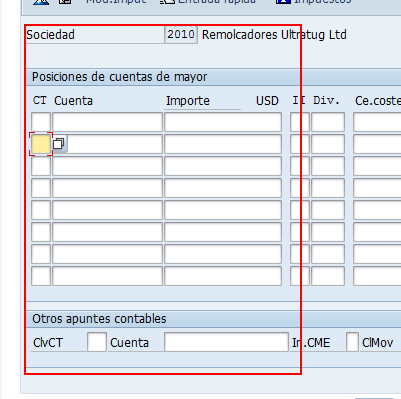 Mod.Imput Entrada rápida Impuestos
Sociedad 2010 Remolcadores Ultratug Ltd
Posiciones de cuentas de mayor
CT Cuenta Importe USD II Div. Ce.coste
Otros apuntes contables
ClvCT Cuenta In.CME ClMov